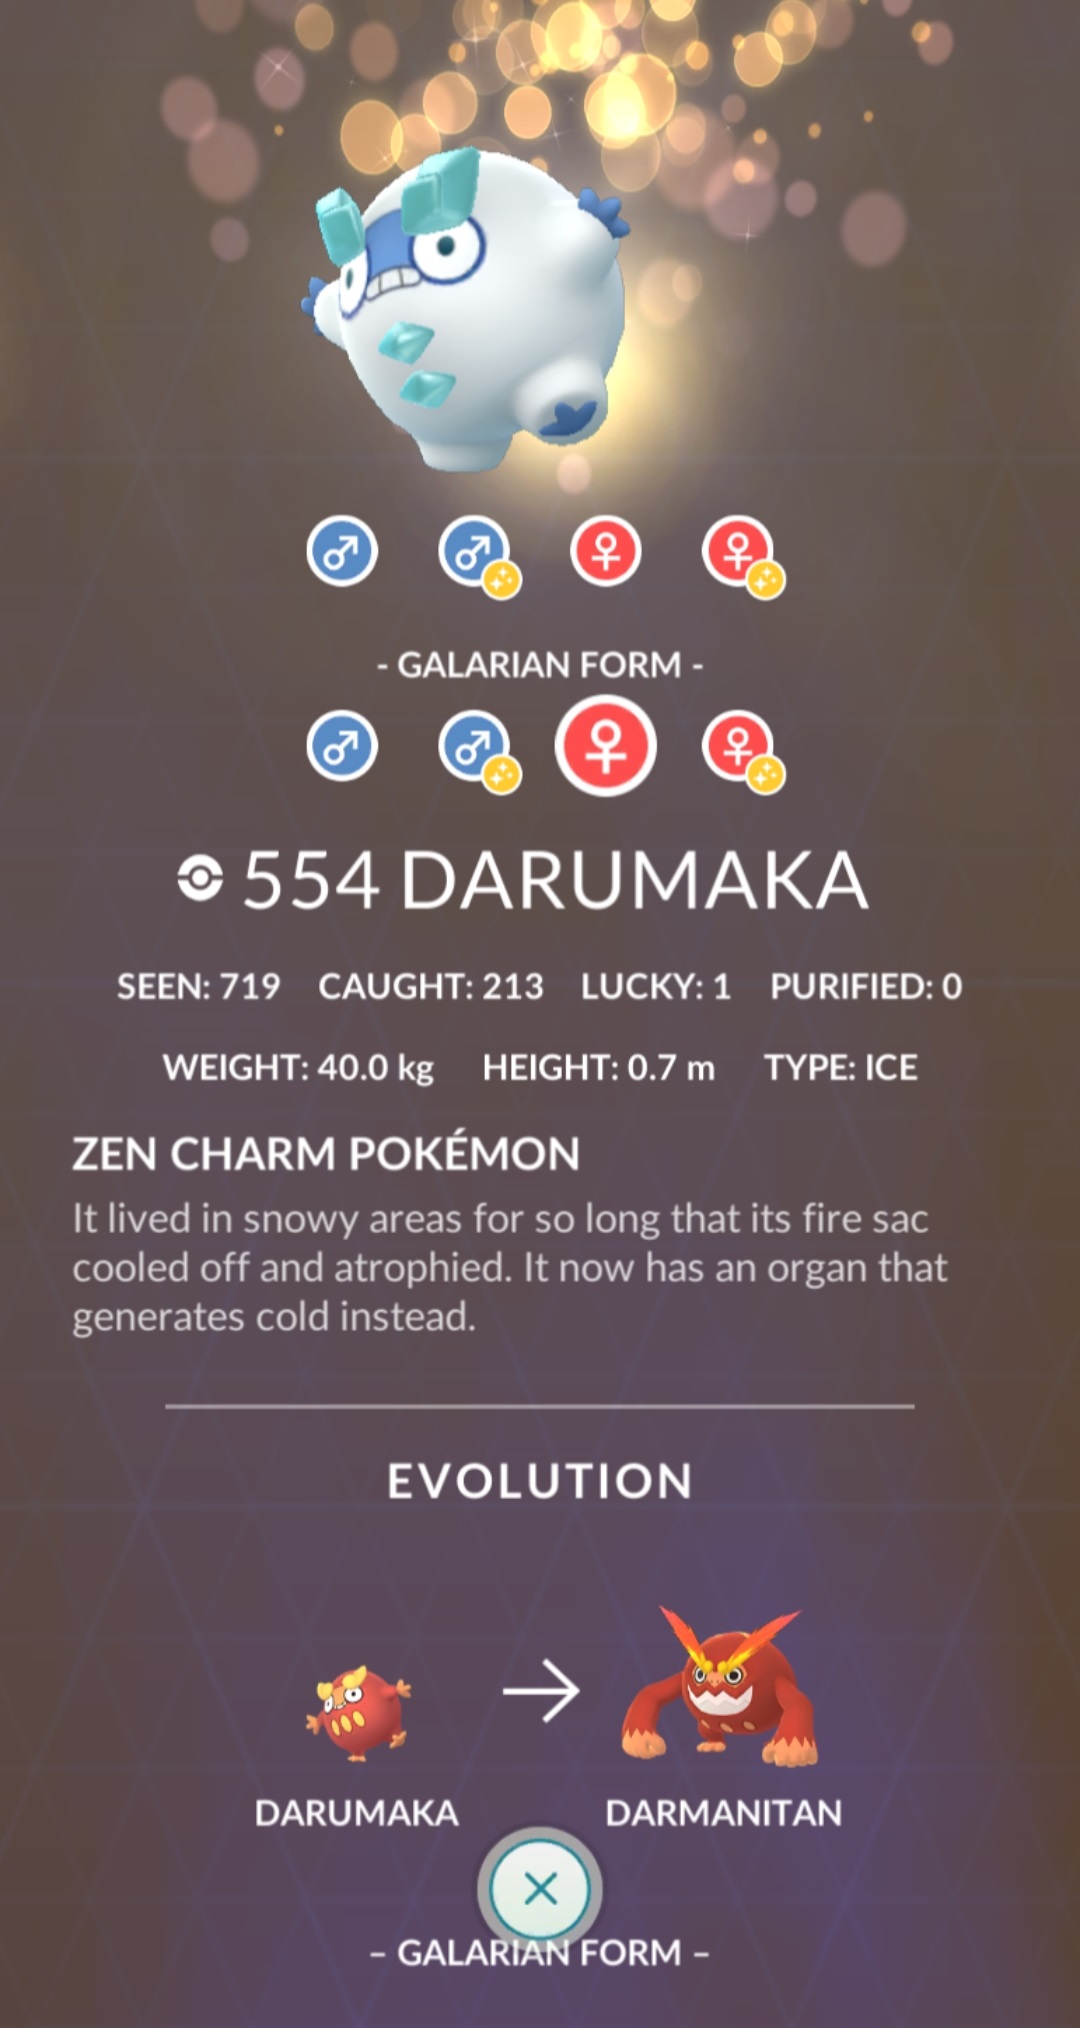 - GALARIAN FORM -
554 DARUMAKA
SEEN: 719 CAUGHT: 213 LUCKY: 1 PURIFIED: 0
WEIGHT: 40.0 kg HEIGHT: 0.7 m TYPE: ICE
ZEN CHARM POKÉMON
It lived in snowy areas for so long that its fire sac
cooled off and atrophied. It now has an organ that
generates cold instead.
EVOLUTION
DARUMAKA DARMANITAN
– GALARIAN FORM –